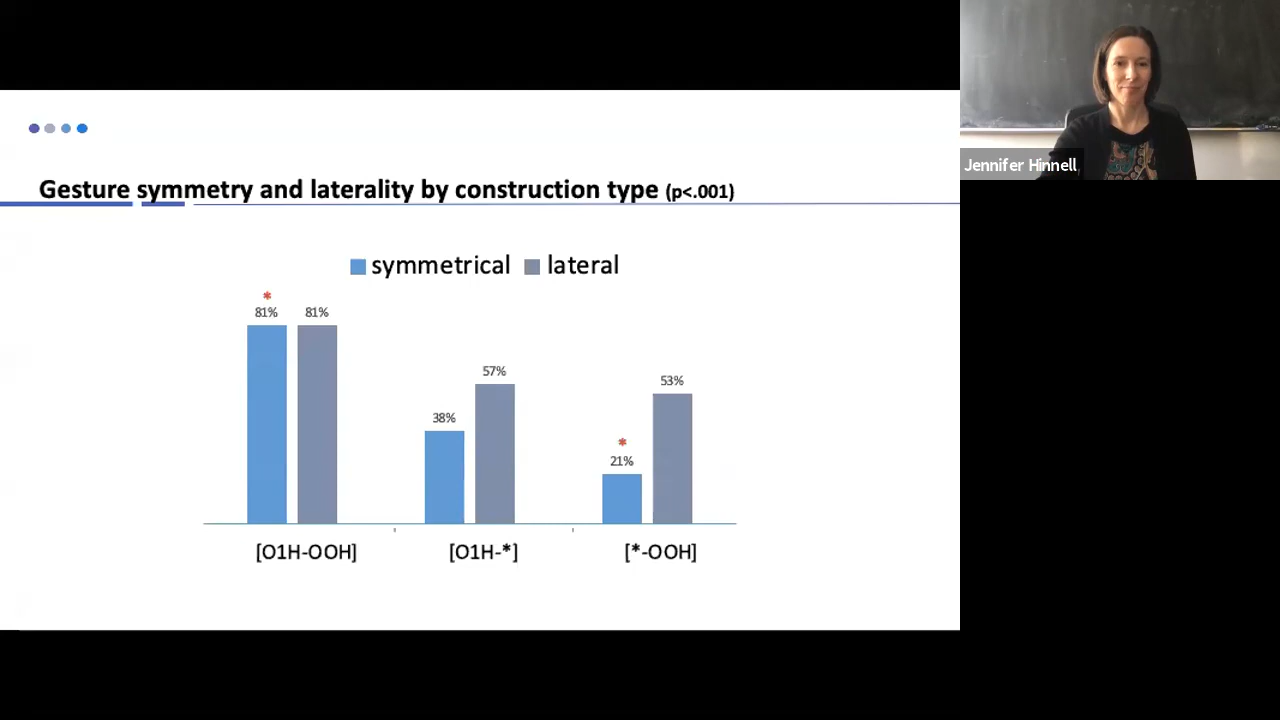 Jennifer Hinnell
Gesture symmetry and laterality by construction type (p<.001)
symmetrical lateral
* 
81% 81%
57%
38%
53%
*
21%
[O1H-OOH] [O1H-*] [*-OOH]